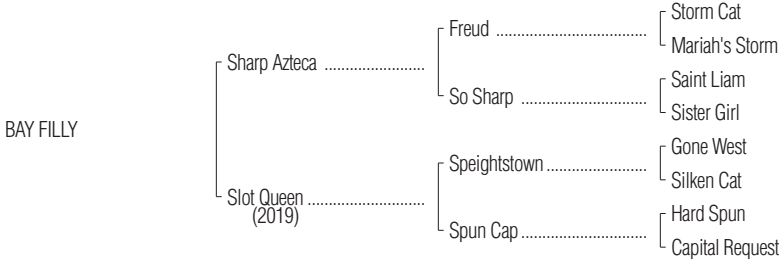 Storm Cat
Freud ....................................
Mariah's Storm
Sharp Azteca ........................
Saint Liam
So Sharp ..............................
Sister Girl
BAY FILLY
Gone West
Speightstown ........................
Silken Cat
Slot Queen ............................
(2019)
Hard Spun
Spun Cap ..............................
Capital Request